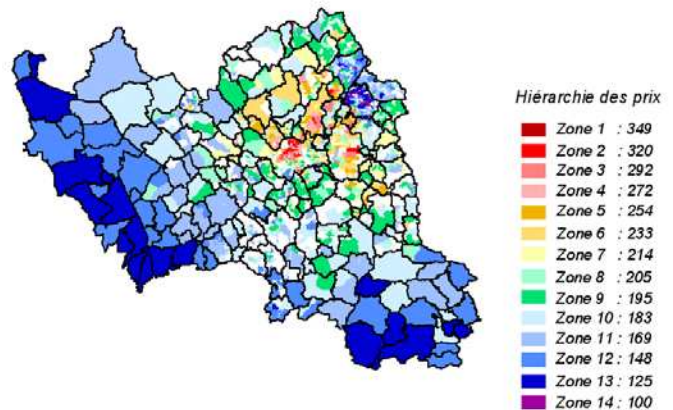 Hiérarchie des prix
Zone 1 : 349
Zone 2 : 320
Zone 3 : 292
Zone 4 : 272
Zone 5 : 254
Zone 6 : 233
Zone 7 : 214
Zone 8 : 205
Zone 9 : 195
Zone 10 : 183
Zone 11 : 169
Zone 12 : 148
Zone 13 : 125
Zone 14 : 100